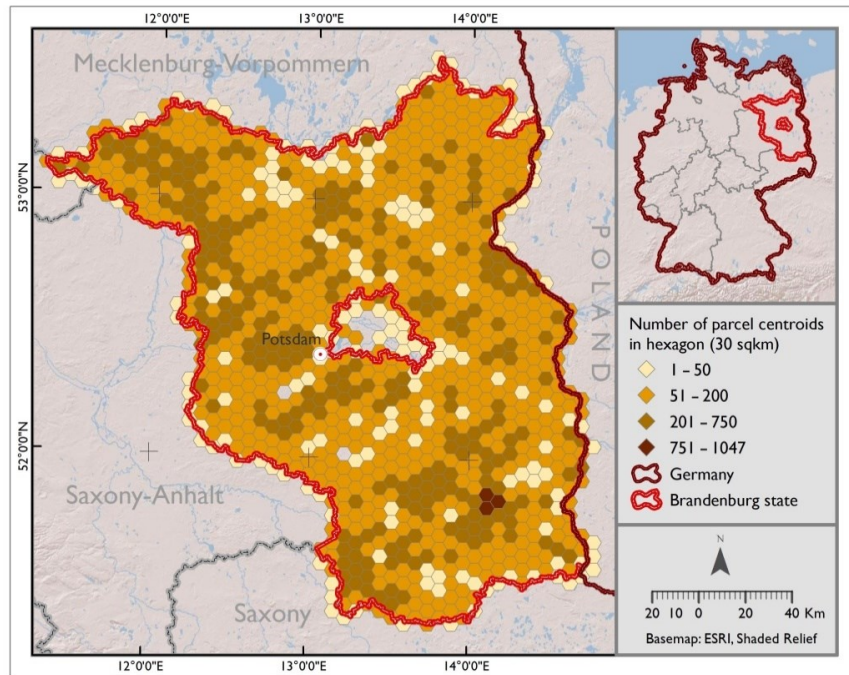 12°0'0"E 13°0'0"E 14°0'0"E
Mecklenburg-Vorpommern
53°0'0"N
POLAND
Potsdam
52°0'0"N
Saxony-Anhalt
Saxony
12°0'0"E 13°0'0"E 14°0'0"E
Number of parcel centroids
in hexagon (30 sqkm)
1 – 50
51 – 200
201 – 750
751 – 1047
Germany
Brandenburg state
N
20 10 0 20 40 Km
Basemap: ESRI, Shaded Relief